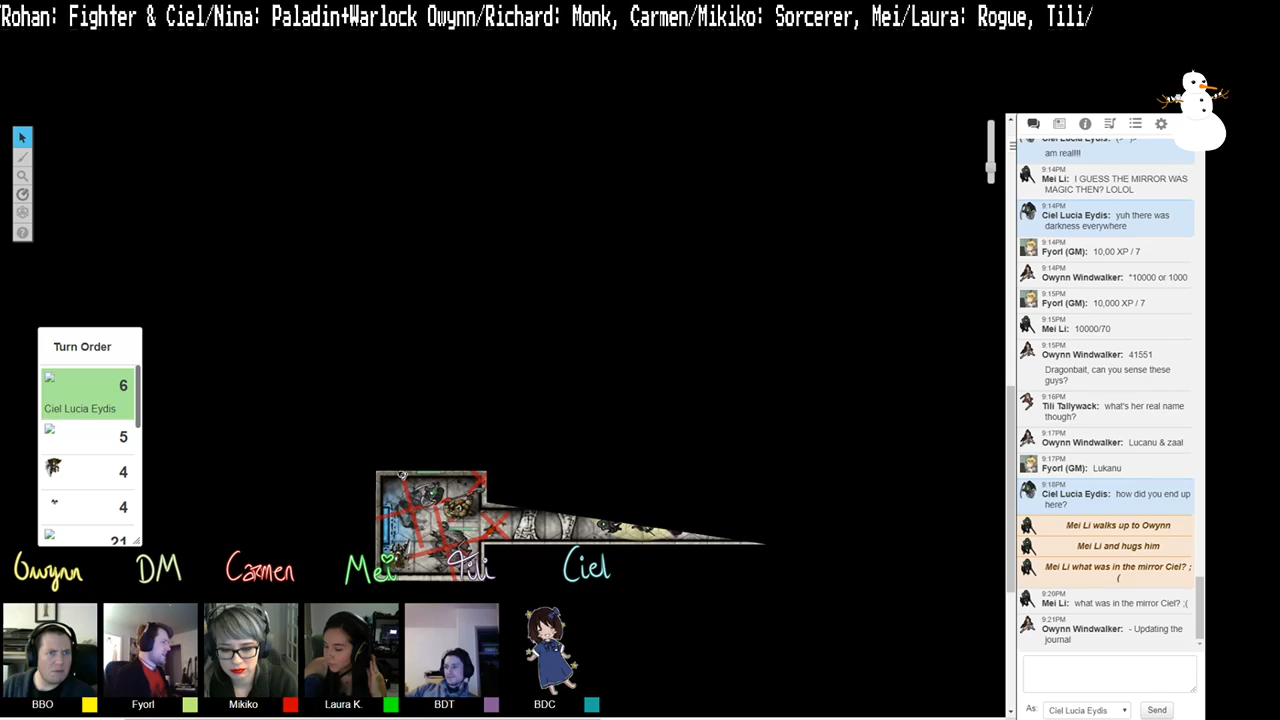 /Rohan: Fighter & Ciel/Nina: Paladin+Warlock Owynn/Richard: Monk, Carmen/Mikiko: Sorcerer, Mei/Laura: Rogue, Tili/
am real!!!
9:14PM
Mei Li: I GUESS THE MIRROR WAS
MAGIC THEN? LOLOL
9:14PM
Ciel Lucia Eydis: yuh there was
darkness everywhere
9:14PM
Fyorl (GM): 10,00 XP / 7
9:14PM
Owynn Windwalker: *10000 or 1000
9:15PM
Fyorl (GM): 10,000 XP / 7
9:15PM
Mei Li: 10000/70
9:15PM
Owynn Windwalker: 41551
Dragonbait, can you sense these
guys?
9:16PM
Tili Tallywack: what's her real name
though?
9:17PM
Owynn Windwalker: Lucanu & zaal
9:17PM
Fyorl (GM): Lukanu
9:18PM
Ciel Lucia Eydis: how did you end up
here?
Mei Li walks up to Owynn
Mei Li and hugs him
Mei Li what was in the mirror Ciel? ;
(
9:20PM
Mei Li: what was in the mirror Ciel? ;(
9:21PM
Owynn Windwalker: - Updating the
journal
As: Ciel Lucia Eydis Send
Turn Order
6
Ciel Lucia Eydis
5
4
4
21
Owynn DM Carmen Mei Tili Ciel
BBO Fyorl Mikiko Laura K. BDT BDC